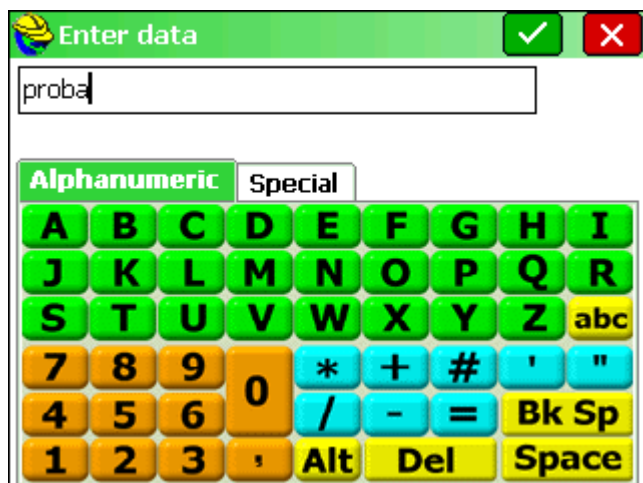 Enter data
proba
Alphanumeric Special
A B C D E F G H I
J K L M N O P Q R
S T U V W X Y Z abc
7 8 9 0 * + # ' "
4 5 6 / - = Bk Sp
1 2 3 , Alt Del Space